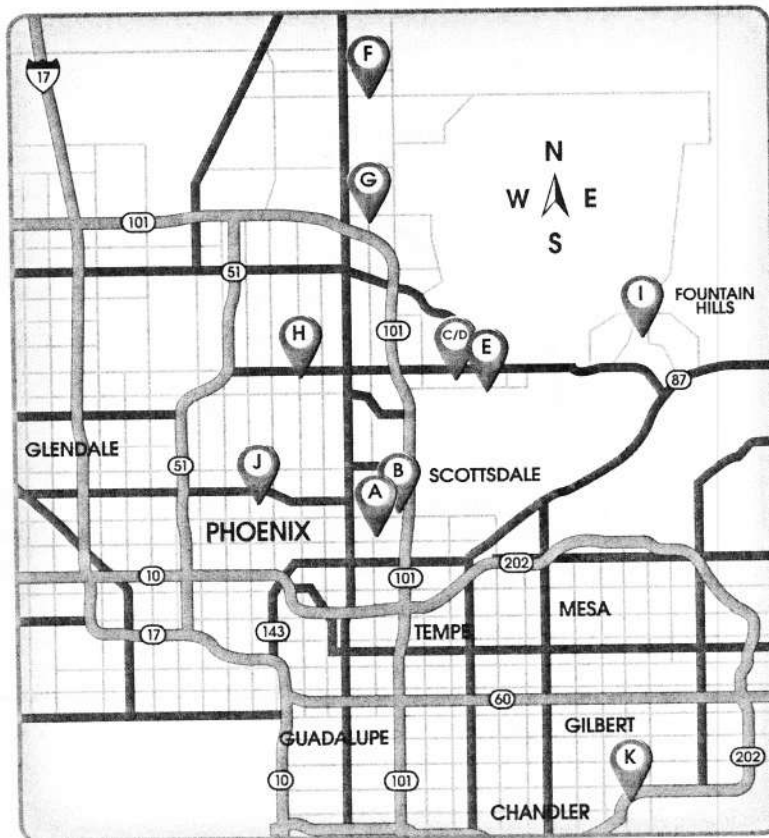 F
17
N
G
W E
S
101
51
I
FOUNTAIN
HILLS
101
H
C/D
E
87
GLENDALE
51
J
B
SCOTTSDALE
A
PHOENIX
10
101
202
MESA
17
143
TEMPE
60
GUADALUPE
GILBERT
10
101
K
202
CHANDLER